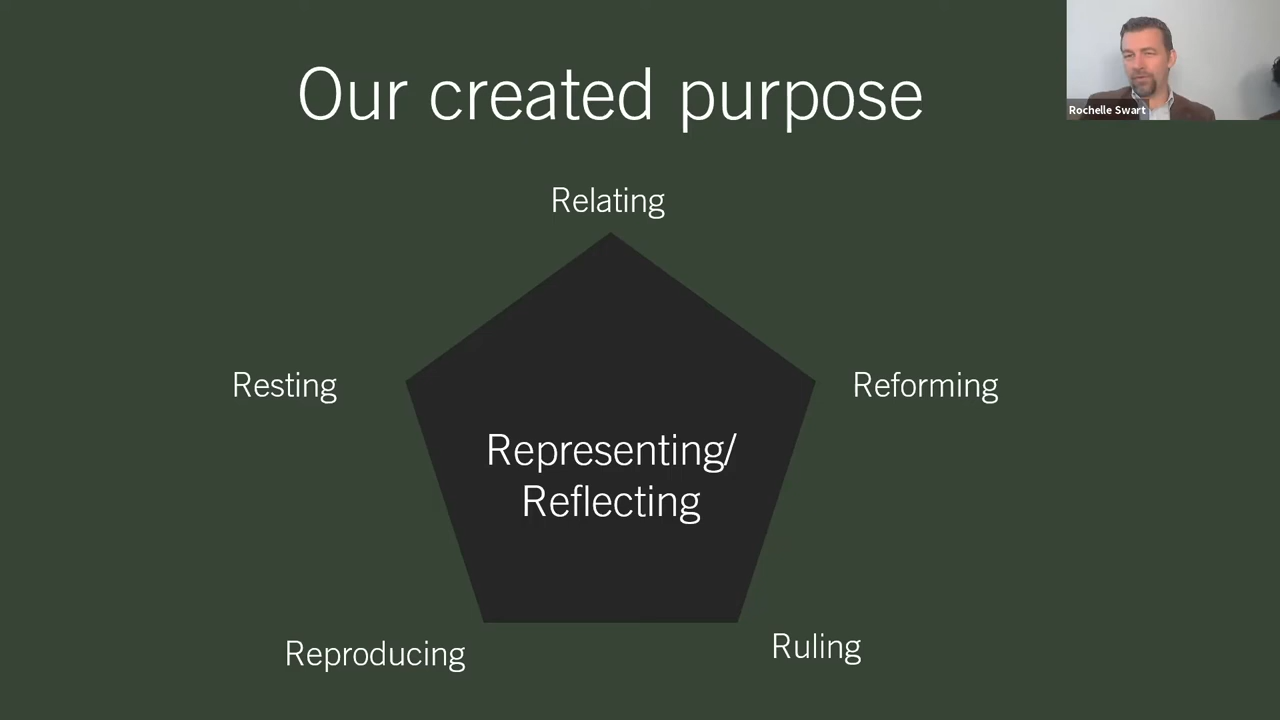 Our created purpose
Rochelle Swart
Relating
Resting
Reforming
Representing/
Reflecting
Reproducing
Ruling